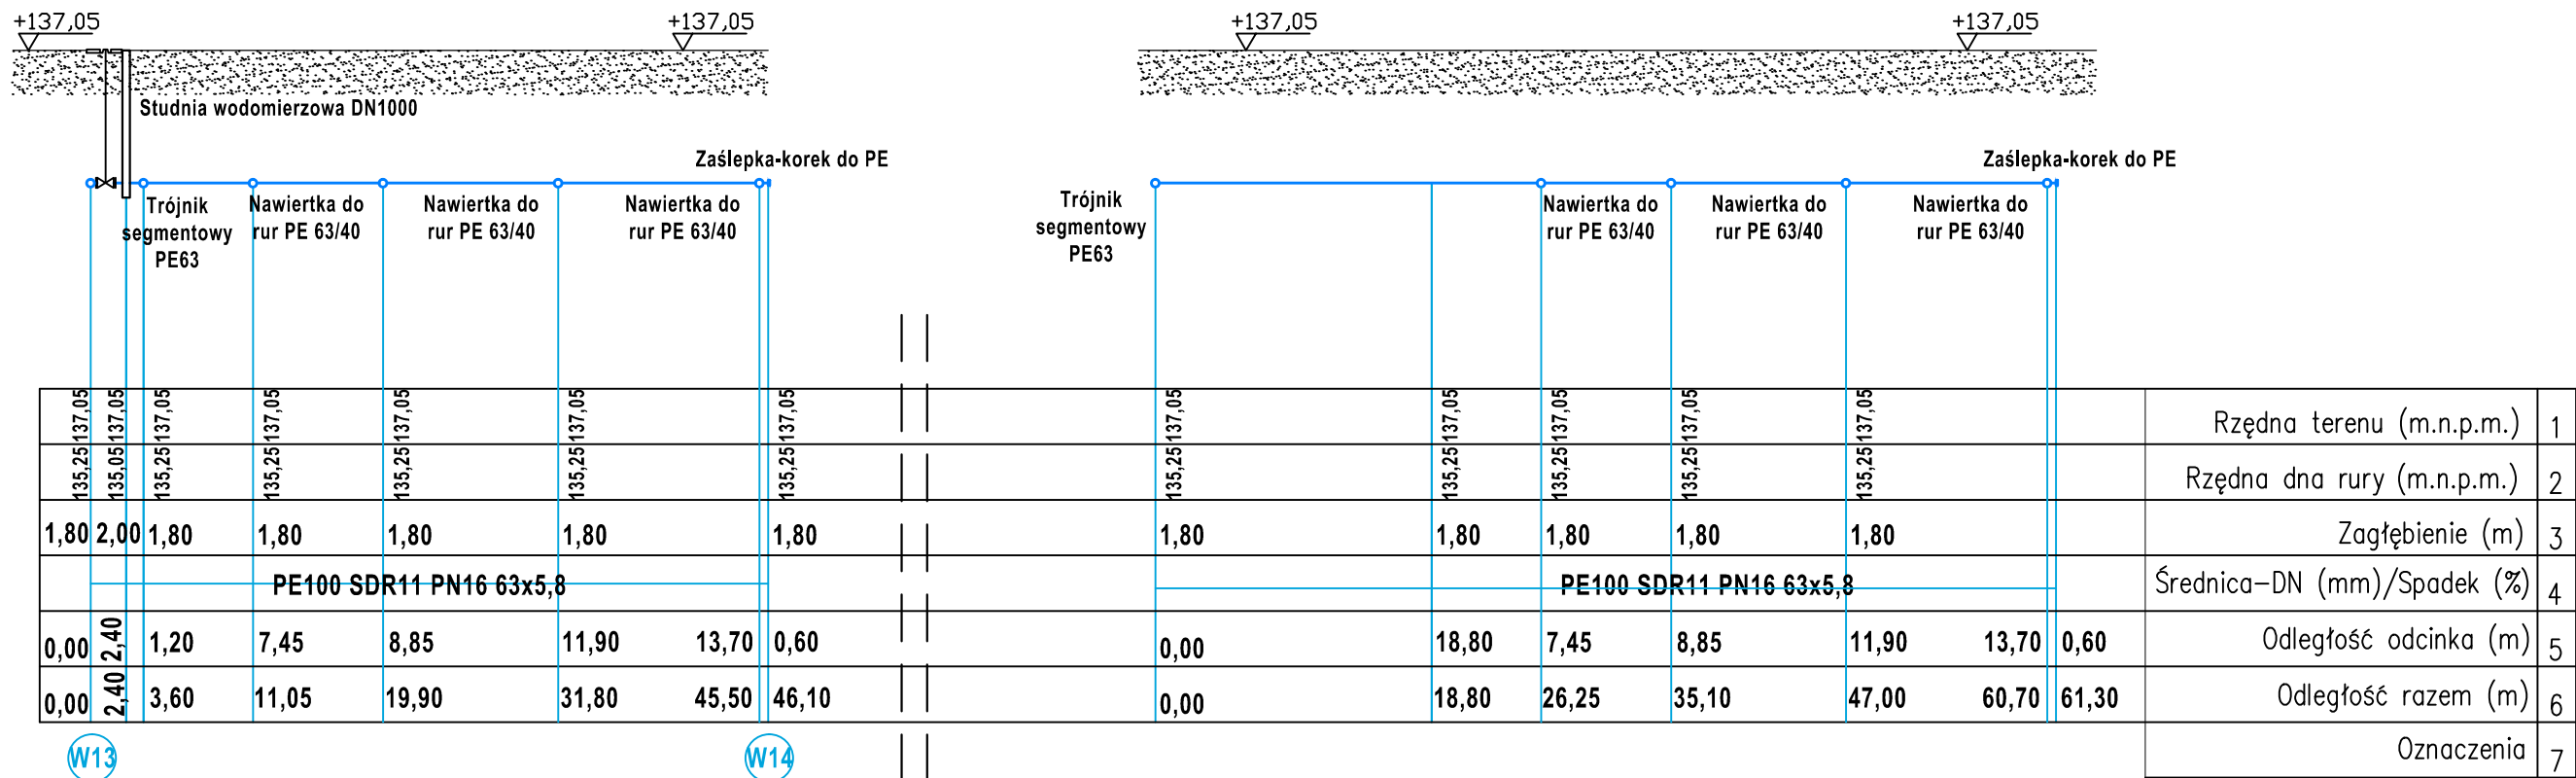 +137,05 +137,05 +137,05 +137,05
Studnia wodomierzowa DN1000
Zaślepka-korek do PE Zaślepka-korek do PE
Trójnik
segmentowy
PE63
Nawiertka do
rur PE 63/40
Nawiertka do
rur PE 63/40
Nawiertka do
rur PE 63/40
Trójnik
segmentowy
PE63
Nawiertka do
rur PE 63/40
Nawiertka do
rur PE 63/40
Nawiertka do
rur PE 63/40
137,05 137,05 137,05 137,05 137,05 137,05 137,05 137,05 137,05 137,05 137,05 137,05 Rzędna terenu (m.n.p.m.) 1
135,25 135,05 135,25 135,25 135,25 135,25 135,25 135,25 135,25 135,25 135,25 135,25 Rzędna dna rury (m.n.p.m.) 2
1,80 2,00 1,80 1,80 1,80 1,80 1,80 1,80 1,80 1,80 1,80 1,80 Zagłębienie (m) 3
PE100 SDR11 PN16 63x5,8 PE100 SDR11 PN16 63x5,8 Średnica-DN (mm)/Spadek (%) 4
0,00 2,40 1,20 7,45 8,85 11,90 13,70 0,60 0,00 18,80 7,45 8,85 11,90 13,70 0,60 Odległość odcinka (m) 5
0,00 2,40 3,60 11,05 19,90 31,80 45,50 46,10 0,00 18,80 26,25 35,10 47,00 60,70 61,30 Odległość razem (m) 6
W13 W14 Oznaczenia 7